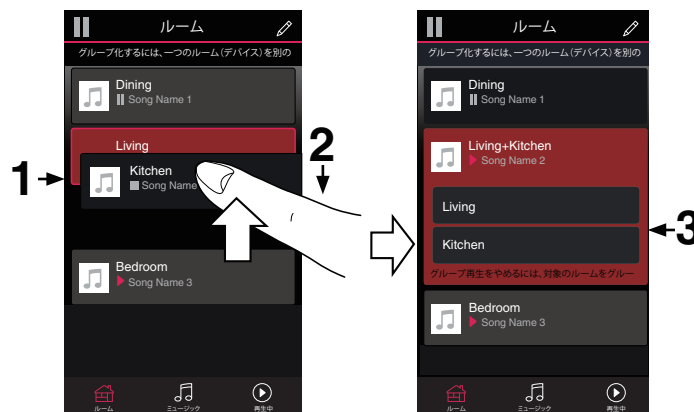 ルーム
グループ化するには、一つのルーム(デバイス)を別の
Dining
Song Name 1
Living
Kitchen
Song Name
Bedroom
Song Name 3
ルーム
ミュージック
再生中
1
2
ルーム
グループ化するには、一つのルーム(デバイス)を別の
Dining
Song Name 1
Living+Kitchen
Song Name 2
Living
Kitchen
グループ再生をやめるには、対象のルームをグルー
Bedroom
Song Name 3
ルーム
ミュージック
再生中
3